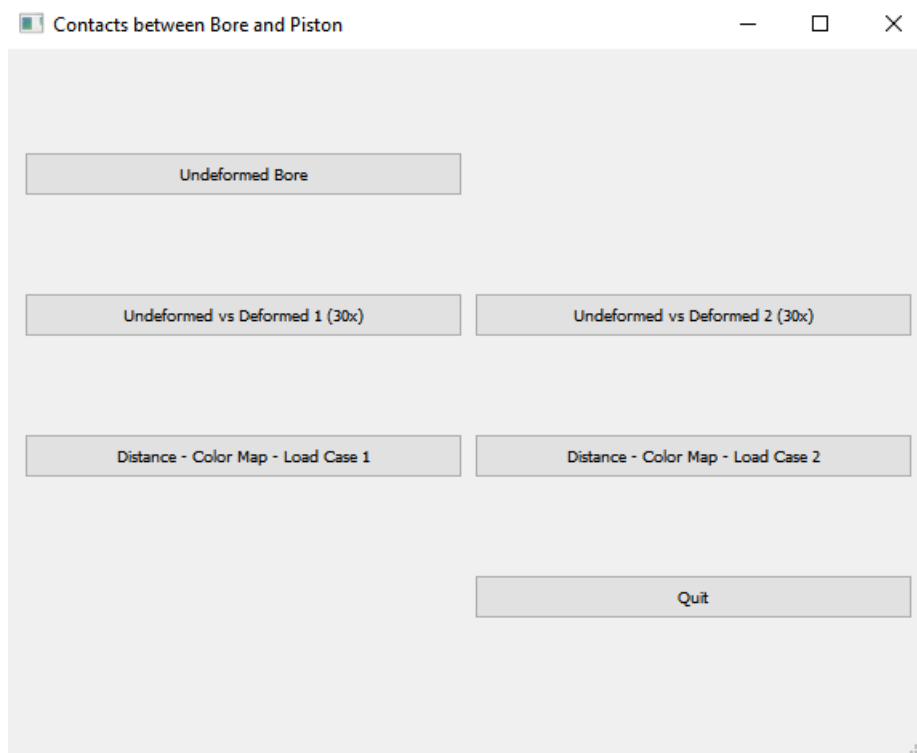 Contacts between Bore and Piston
Undeformed Bore
Undeformed vs Deformed 1 (30x)
Undeformed vs Deformed 2 (30x)
Distance - Color Map - Load Case 1
Distance - Color Map - Load Case 2
Quit